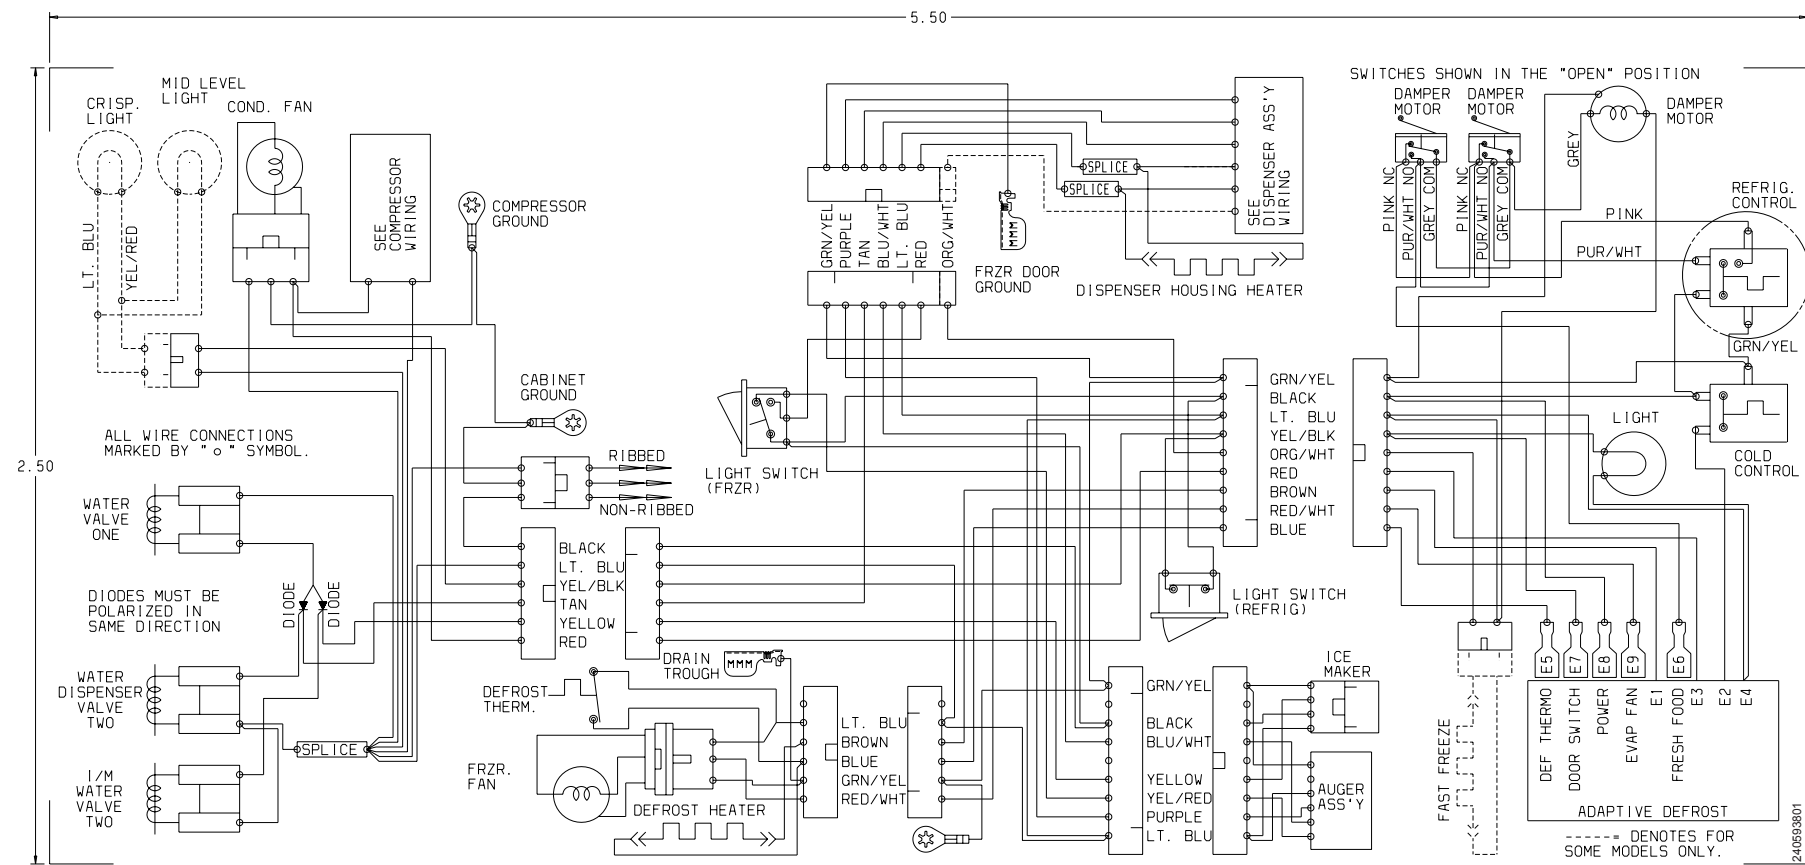 5.50
2.50
CRISP.
LIGHT
MID LEVEL
LIGHT
COND. FAN
LT. BLU
YEL/RED
SEE
COMPRESSOR
WIRING
COMPRESSOR
GROUND
CABINET
GROUND
ALL WIRE CONNECTIONS
MARKED BY " o " SYMBOL.
WATER
VALVE
ONE
DIODES MUST BE
POLARIZED IN
SAME DIRECTION
DIODE
DIODE
WATER
DISPENSER
VALVE
TWO
I/M
WATER
VALVE
TWO
SPLICE
RIBBED
NON-RIBBED
BLACK
LT. BLU
YEL/BLK
TAN
YELLOW
RED
GRN/YEL
PURPLE
TAN
BLU/WHT
LT. BLU
RED
ORG/WHT
SPLICE
SPLICE
SEE
DISPENSER ASS'Y
WIRING
FRZR DOOR
GROUND
DISPENSER HOUSING HEATER
LIGHT SWITCH
(FRZR)
DRAIN
TROUGH
DEFROST
THERM.
FRZR.
FAN
DEFROST HEATER
LT. BLU
BROWN
BLUE
GRN/YEL
RED/WHT
GRN/YEL
BLACK
LT. BLU
YEL/BLK
ORG/WHT
RED
BROWN
RED/WHT
BLUE
LIGHT SWITCH
(REFRIG)
GRN/YEL
BLACK
BLU/WHT
YELLOW
YEL/RED
PURPLE
LT. BLU
ICE
MAKER
AUGER
ASS'Y
SWITCHES SHOWN IN THE "OPEN" POSITION
DAMPER
MOTOR
DAMPER
MOTOR
DAMPER
MOTOR
PINK NC
PUR/WHT NO
GREY COM
PINK NC
PUR/WHT NO
GREY COM
GREY
PINK
PUR/WHT
REFRIG.
CONTROL
GRN/YEL
COLD
CONTROL
LIGHT
FAST FREEZE
E5
E7
E8
E9
E6
DEF THERMO
DOOR SWITCH
POWER
EVAP FAN
E1
FRESH FOOD
E3
E2
E4
ADAPTIVE DEFROST
----- = DENOTES FOR
SOME MODELS ONLY.
240593801